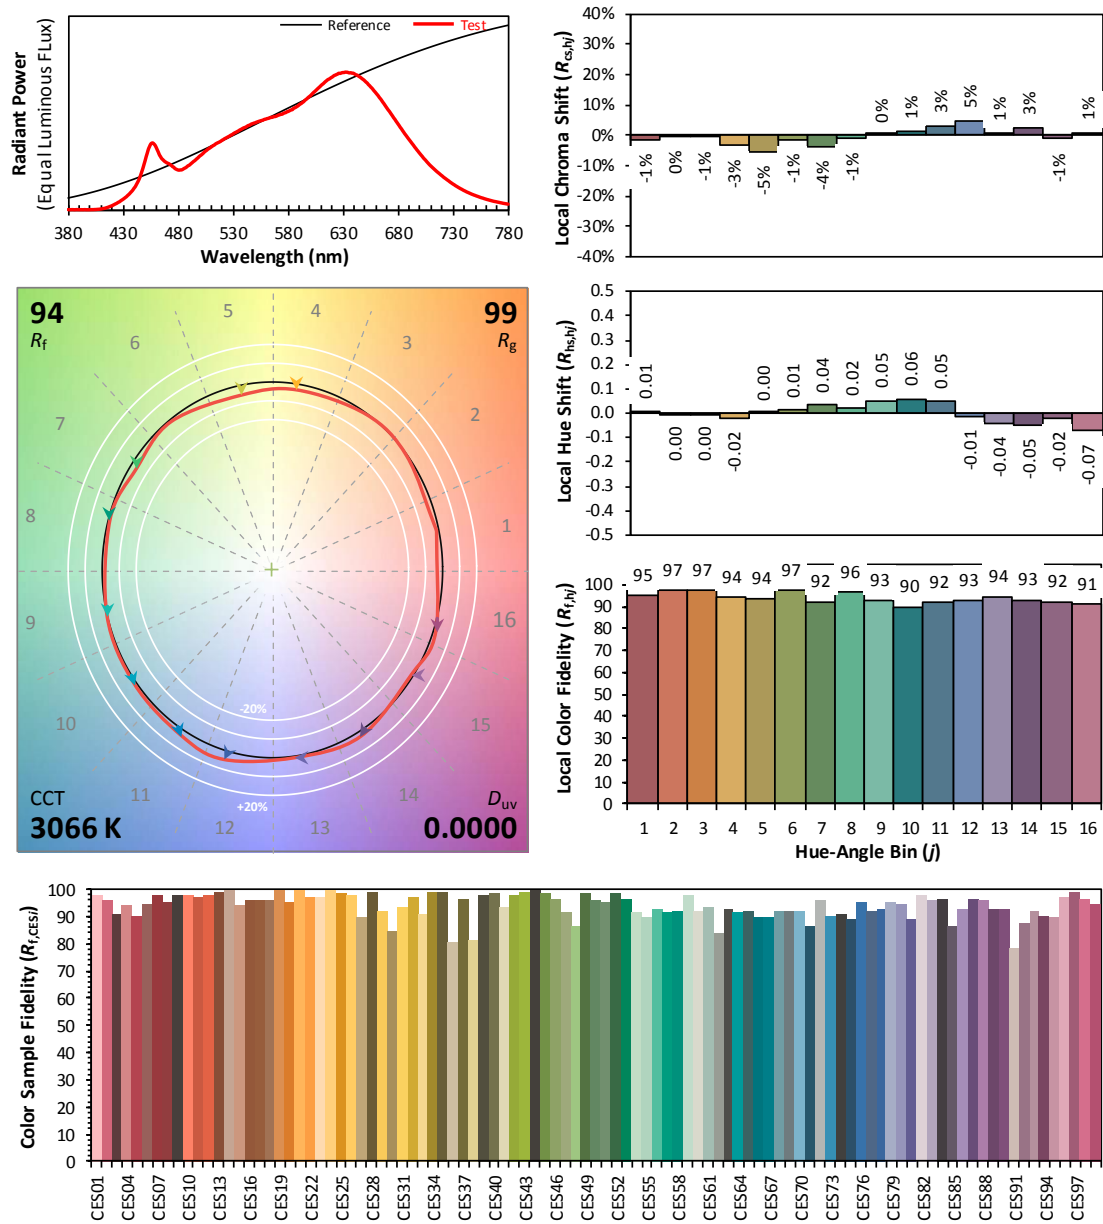 Radiant Power
(Equal Luminous FLux)
Reference
Test
380 430 480 530 580 630 680 730 780
Wavelength (nm)
Local Chroma Shift (Rcs,hj)
40%
30%
20%
10%
0%
-10%
-20%
-30%
-40%
-1% 0% -1% -3% -5% -1% -4% -1% 0% 1% 3% 5% 1% 3% -1% 1%
94
Rf
99
Rg
5 4
6 3
7 2
8 1
9 16
10 15
11 14
12 13
-20%
+20%
CCT
3066 K
Duv
0.0000
Local Hue Shift (Rhs,hj)
0.5
0.4
0.3
0.2
0.1
0.0
-0.1
-0.2
-0.3
-0.4
-0.5
0.01 0.00 0.00 -0.02 0.00 0.01 0.04 0.02 0.05 0.06 0.05 -0.01 -0.04 -0.05 -0.02 -0.07
Local Color Fidelity (Rf,hj)
100
90
80
70
60
50
40
30
20
10
0
95 97 97 94 94 97 92 96 93 90 92 93 94 93 92 91
1 2 3 4 5 6 7 8 9 10 11 12 13 14 15 16
Hue-Angle Bin (j)
Color Sample Fidelity (Rf,CESi)
100
90
80
70
60
50
40
30
20
10
0
CES01 CES04 CES07 CES10 CES13 CES16 CES19 CES22 CES25 CES28 CES31 CES34 CES37 CES40 CES43 CES46 CES49 CES52 CES55 CES58 CES61 CES64 CES67 CES70 CES73 CES76 CES79 CES82 CES85 CES88 CES91 CES94 CES97